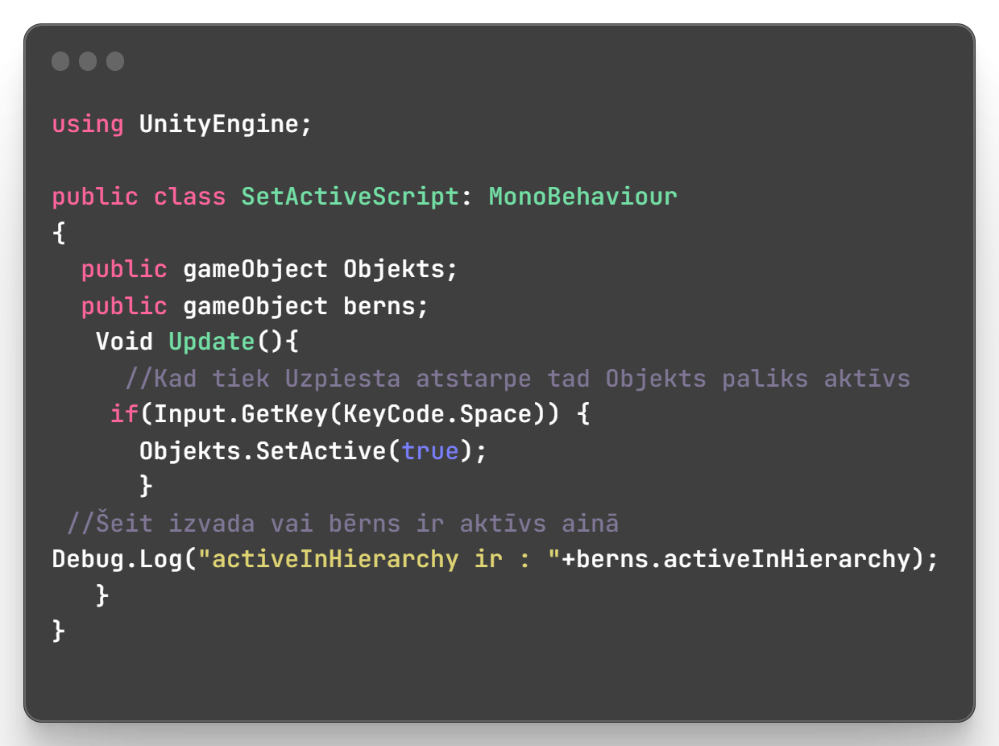 using UnityEngine;
public class SetActiveScript: MonoBehaviour
{
public gameObject Objekts;
public gameObject berns;
Void Update(){
//Kad tiek Uzpiesta atstarpe tad Objekts paliks aktīvs
if(Input.GetKey(KeyCode.Space)) {
Objekts.SetActive(true);
}
//Šeit izvada vai bērns ir aktīvs ainā
Debug.Log("activeInHierarchy ir : "+berns.activeInHierarchy);
}
}